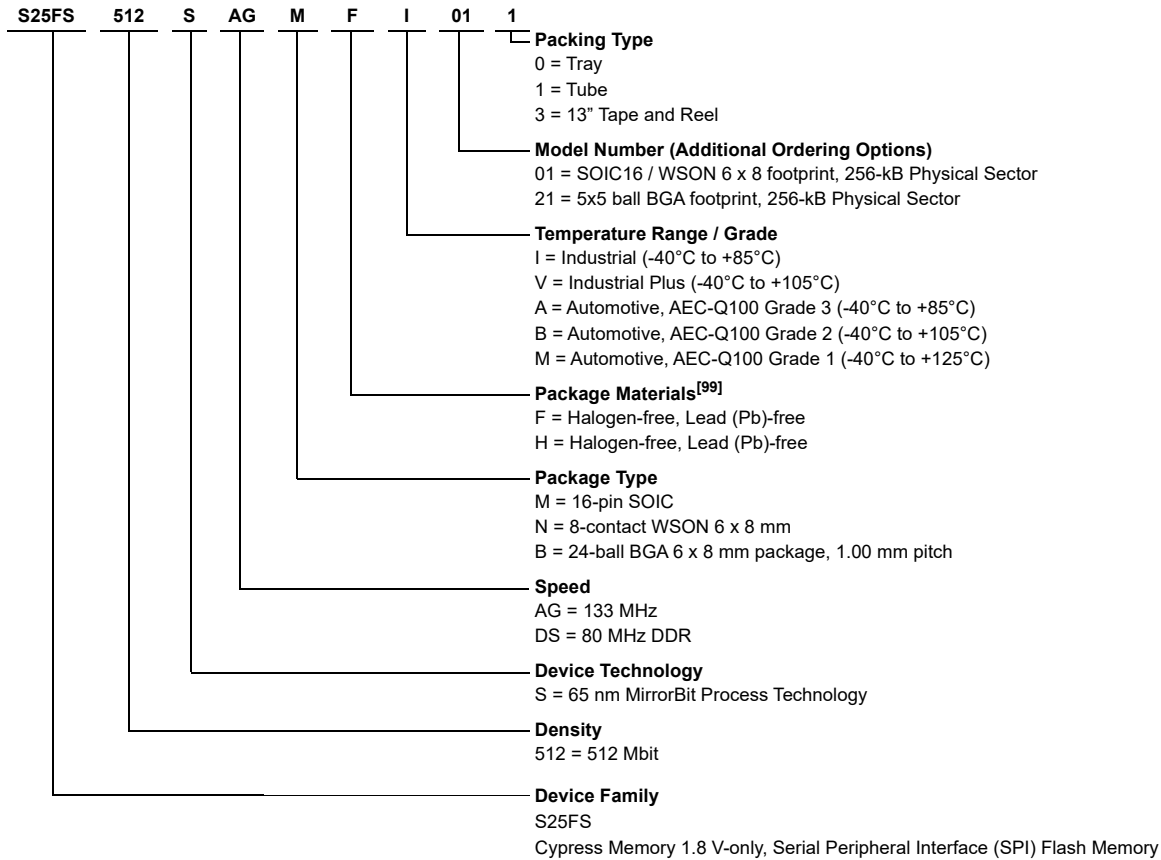 S25FS 512 S AG M F I 01 1
Packing Type
0 = Tray
1 = Tube
3 = 13” Tape and Reel
Model Number (Additional Ordering Options)
01 = SOIC16 / WSON 6 x 8 footprint, 256-kB Physical Sector
21 = 5x5 ball BGA footprint, 256-kB Physical Sector
Temperature Range / Grade
I = Industrial (-40°C to +85°C)
V = Industrial Plus (-40°C to +105°C)
A = Automotive, AEC-Q100 Grade 3 (-40°C to +85°C)
B = Automotive, AEC-Q100 Grade 2 (-40°C to +105°C)
M = Automotive, AEC-Q100 Grade 1 (-40°C to +125°C)
Package Materials[99]
F = Halogen-free, Lead (Pb)-free
H = Halogen-free, Lead (Pb)-free
Package Type
M = 16-pin SOIC
N = 8-contact WSON 6 x 8 mm
B = 24-ball BGA 6 x 8 mm package, 1.00 mm pitch
Speed
AG = 133 MHz
DS = 80 MHz DDR
Device Technology
S = 65 nm MirrorBit Process Technology
Density
512 = 512 Mbit
Device Family
S25FS
Cypress Memory 1.8 V-only, Serial Peripheral Interface (SPI) Flash Memory